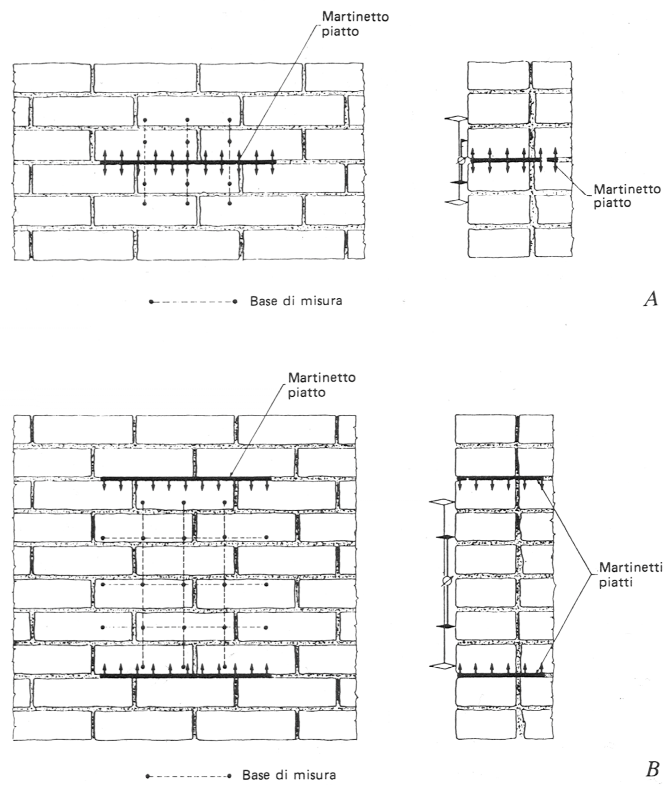 Martinetto
piatto
Martinetto
piatto
Base di misura
A
Martinetto
piatto
Martinetti
piatti
Base di misura
B